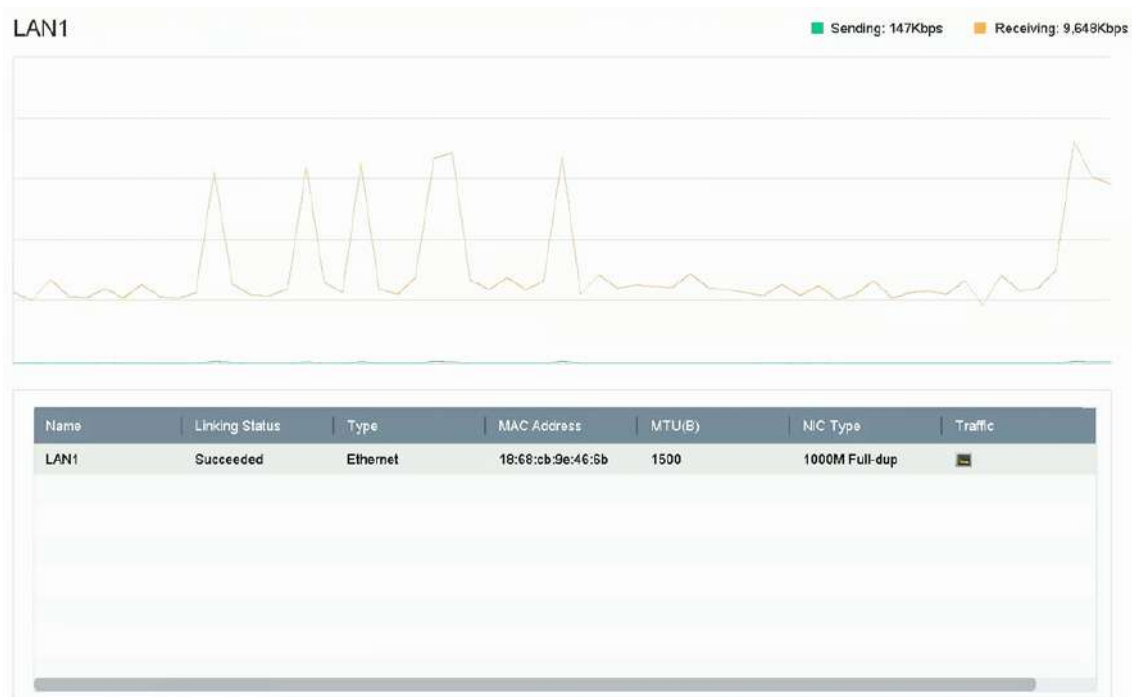 LAN1 Sending: 147Kbps Receiving: 9,648Kbps
Name Linking Status Type MAC Address MTU(B) NIC Type Traffic
LAN1 Succeeded Ethernet 18:68:cb:9e:46:6b 1500 1000M Full-dup